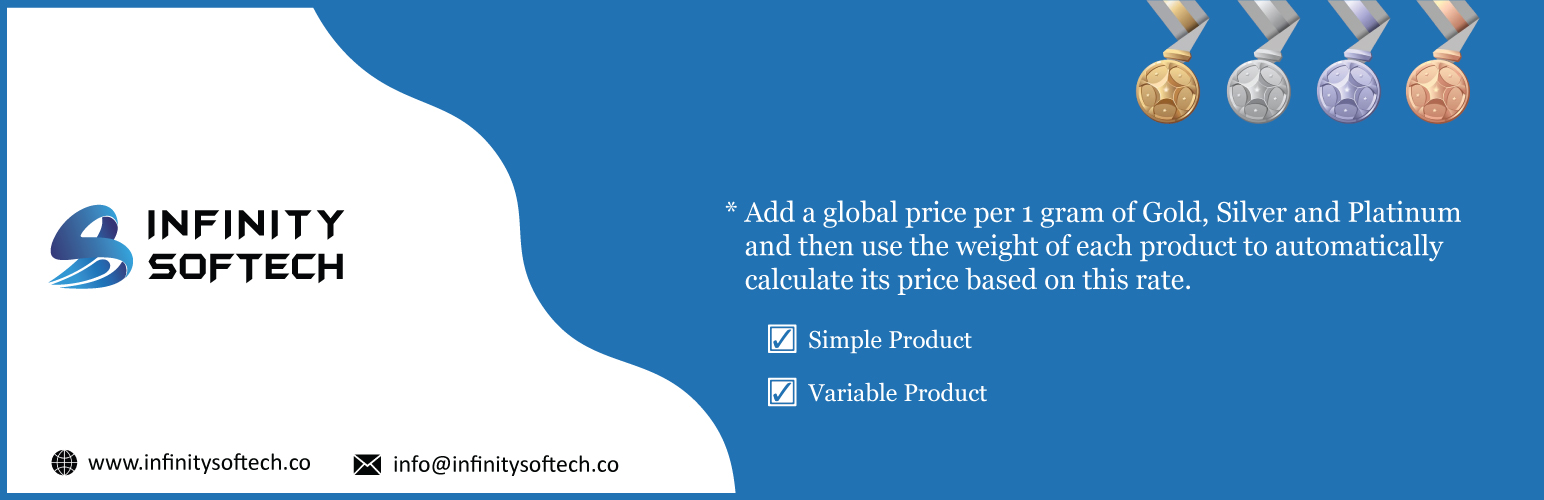 INFINITY
SOFTECH
www.infinitysoftech.co
info@infinitysoftech.co
* Add a global price per 1 gram of Gold, Silver and Platinum
and then use the weight of each product to automatically
calculate its price based on this rate.
Simple Product
Variable Product